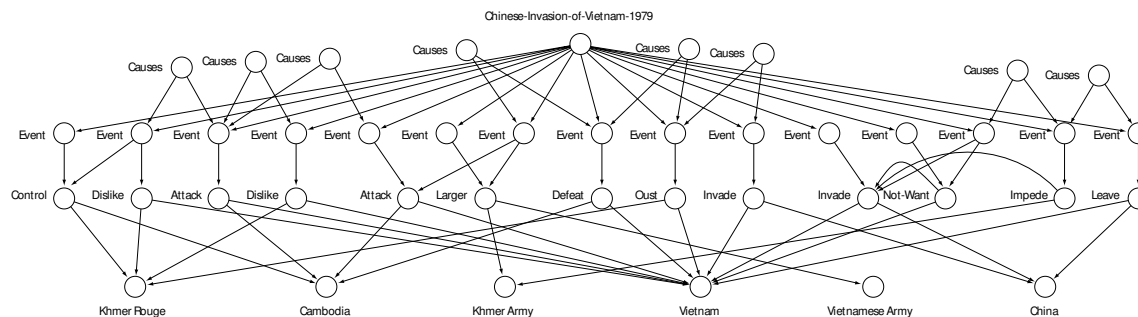 Chinese-Invasion-of-Vietnam-1979
Causes Causes Causes Causes Causes Causes Causes Causes
Event Event Event Event Event Event Event Event Event Event Event Event Event Event Event
Control Dislike Attack Dislike Attack Larger Defeat Oust Invade Invade Not-Want Impede Leave
Khmer Rouge Cambodia Khmer Army Vietnam Vietnamese Army China